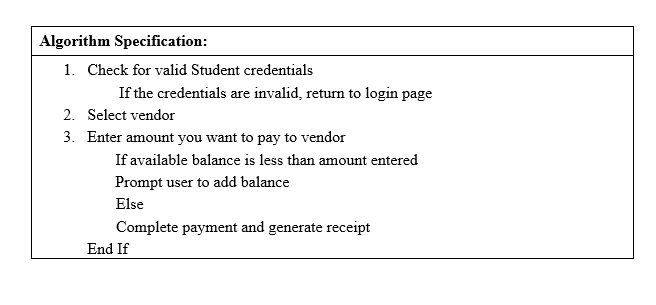 Algorithm Specification:
1. Check for valid Student credentials
If the credentials are invalid, return to login page
2. Select vendor
3. Enter amount you want to pay to vendor
If available balance is less than amount entered
Prompt user to add balance
Else
Complete payment and generate receipt
End If